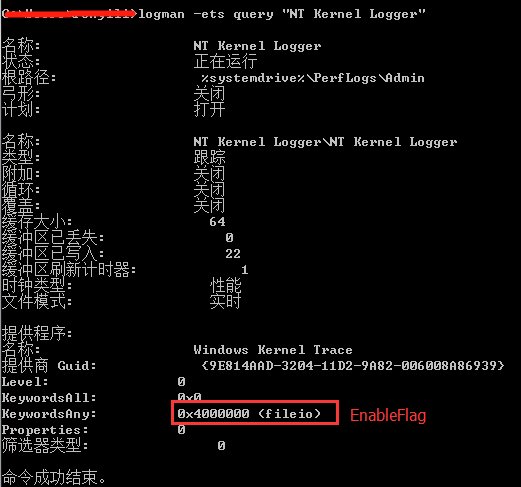 >logman -ets query "NT Kernel Logger"
名称: NT Kernel Logger
状态: 正在运行
根路径: %systemdrive%\PerfLogs\Admin
弓形: 关闭
计划: 打开
名称: NT Kernel Logger\NT Kernel Logger
类型: 跟踪
附加: 关闭
循环: 关闭
覆盖: 关闭
缓存大小: 64
缓冲区已丢失: 0
缓冲区已写入: 22
缓冲区刷新计时器: 1
时钟类型: 性能
文件模式: 实时
提供程序:
名称: Windows Kernel Trace
提供商 Guid: {9E814AAD-3204-11D2-9A82-006008A86939}
Level: 0
KeywordsAll: 0x0
KeywordsAny: 0x4000000 (fileio) EnableFlag
Properties: 0
筛选器类型: 0
命令成功结束。